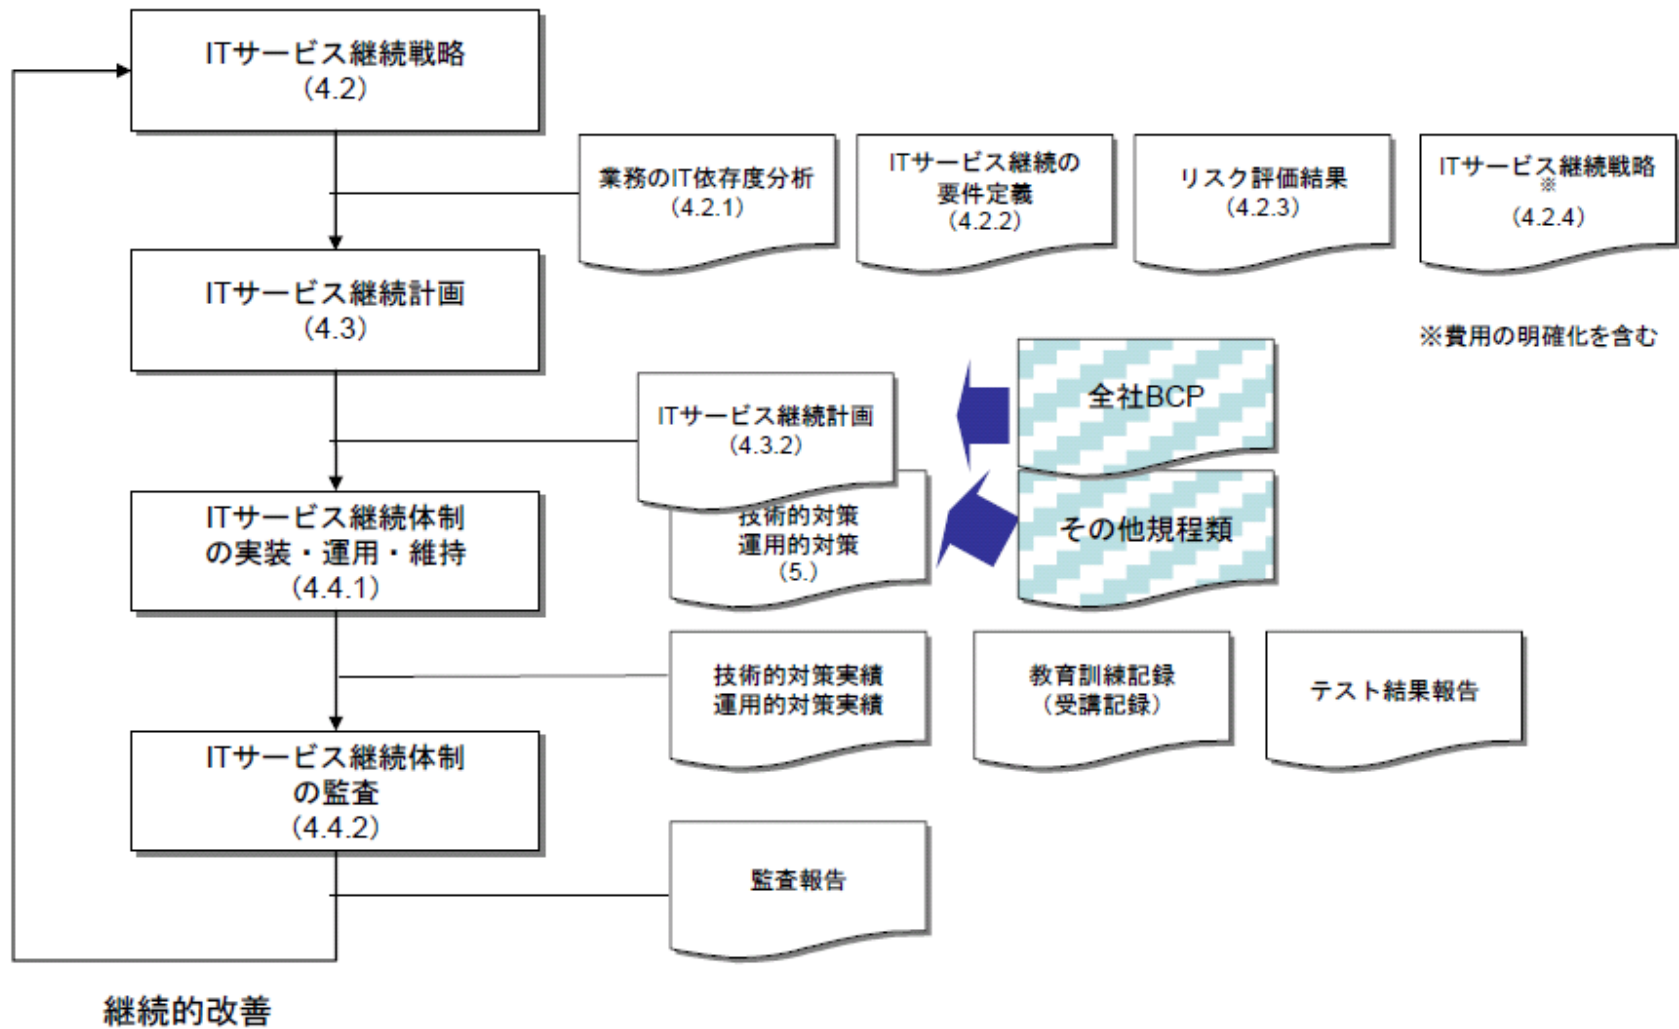 ITサービス継続戦略
（4.2）
業務のIT依存度分析
（4.2.1）
ITサービス継続の
要件定義
（4.2.2）
リスク評価結果
（4.2.3）
ITサービス継続戦略
※
（4.2.4）
ITサービス継続計画
（4.3）
※費用の明確化を含む
ITサービス継続計画
（4.3.2）
全社BCP
技術的対策
運用的対策
（5.）
その他規程類
ITサービス継続体制
の実装・運用・維持
（4.4.1）
技術的対策実績
運用的対策実績
教育訓練記録
（受講記録）
テスト結果報告
ITサービス継続体制
の監査
（4.4.2）
監査報告
継続的改善